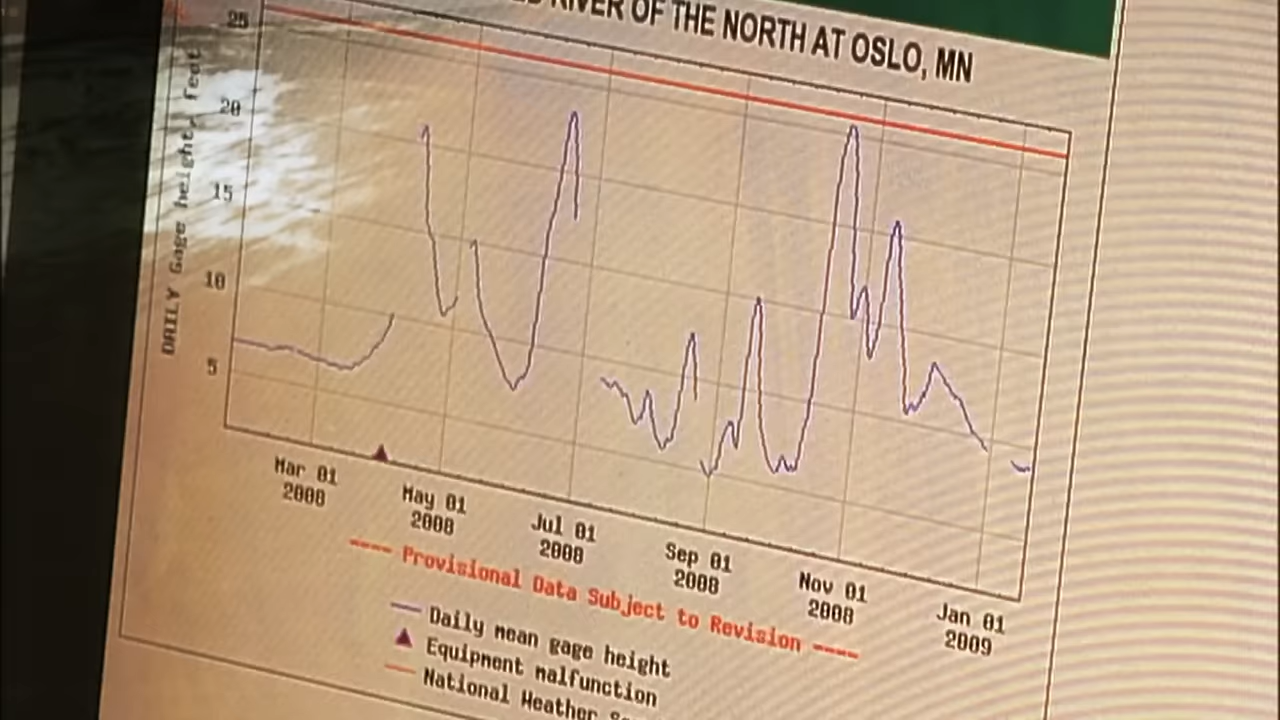 RIVER OF THE NORTH AT OSLO, MN
DAILY Gage height, feet
25
20
15
10
5
Mar 01
2008
May 01
2008
Jul 01
2008
Sep 01
2008
Nov 01
2008
Jan 01
2009
---- Provisional Data Subject to Revision ----
Daily mean gage height
Equipment malfunction
National Weather